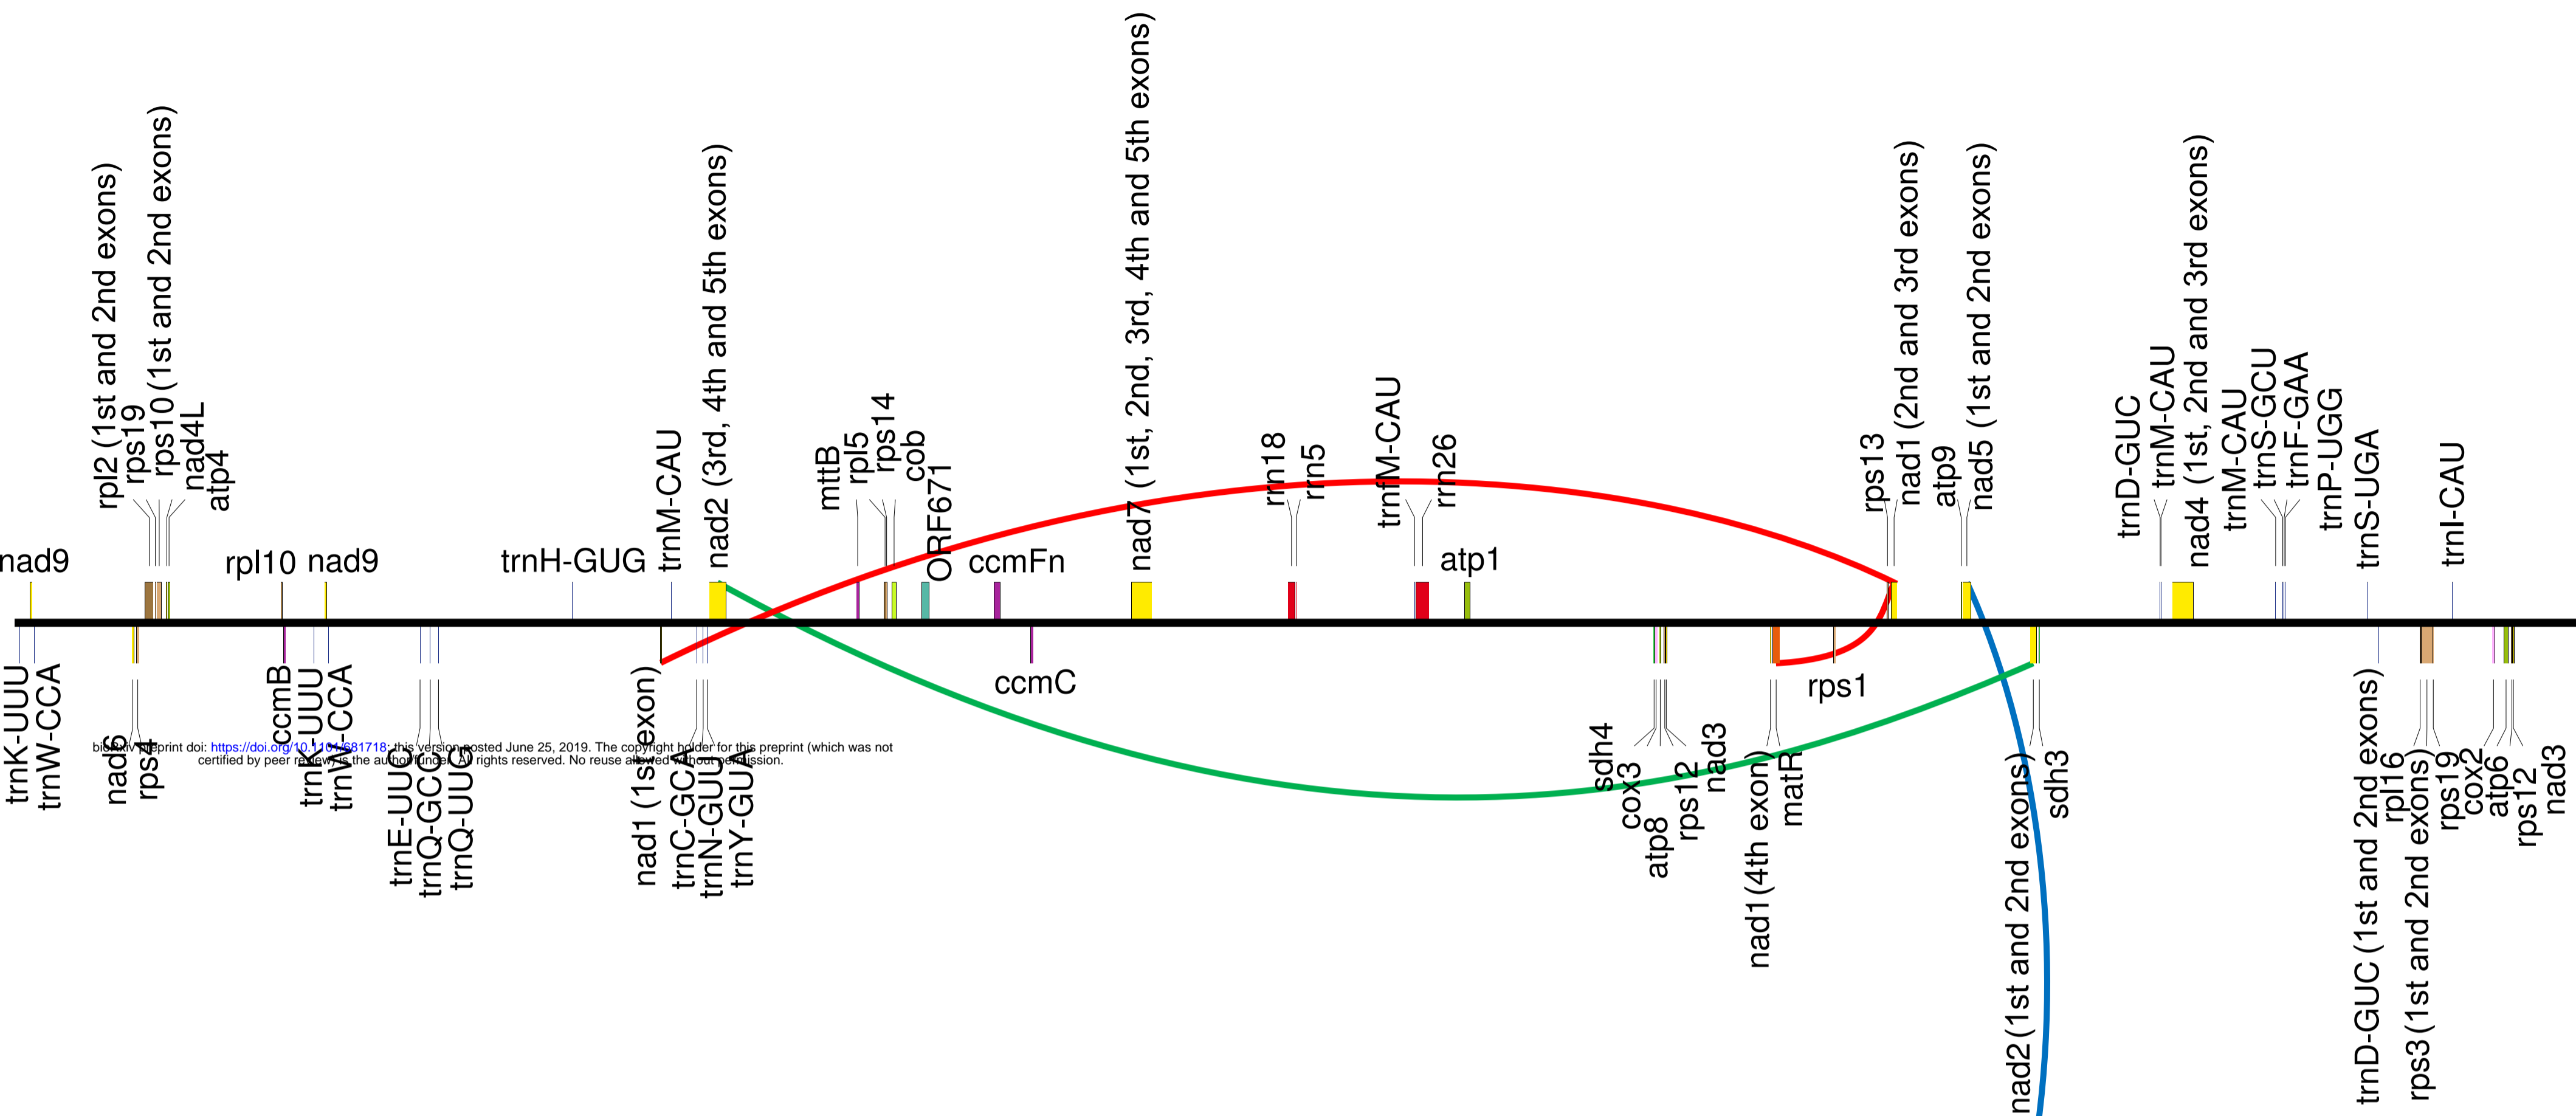 rpl2 (1st and 2nd exons)
rps19
rps10 (1st and 2nd exons)
nad4L
atp4
nad2 (3rd, 4th and 5th exons)
trnM-CAU
mttB
rpl5
rps14
cob
ORF671
nad7 (1st, 2nd, 3rd, 4th and 5th exons)
rrn18
rrn5
trnfM-CAU
rrn26
rps13
nad1 (2nd and 3rd exons)
atp9
nad5 (1st and 2nd exons)
trnD-GUC
trnM-CAU
nad4 (1st, 2nd and 3rd exons)
trnM-CAU
trnS-GCU
trnF-GAA
trnP-UGG
trnS-UGA
trnI-CAU
nad9
rpl10
nad9
trnH-GUG
ccmFn
atp1
trnK-UUU
trnW-CCA
nad6
rps4
ccmB
trnK-UUU
trnW-CCA
trnE-UUC
trnQ-GCC
trnQ-UUG
nad1 (1st exon)
trnC-GCA
trnN-GUU
trnY-GUA
ccmC
sdh4
cox3
atp8
rps12
nad3
nad1(4th exon)
matR
rps1
nad2 (1st and 2nd exons)
sdh3
trnD-GUC (1st and 2nd exons)
rpl16
rps3 (1st and 2nd exons)
rps19
cox2
atp6
rps12
nad3
bioRxiv preprint doi: https://doi.org/10.1101/681718; this version posted June 25, 2019. The copyright holder for this preprint (which was not
certified by peer review) is the author/funder. All rights reserved. No reuse allowed without permission.